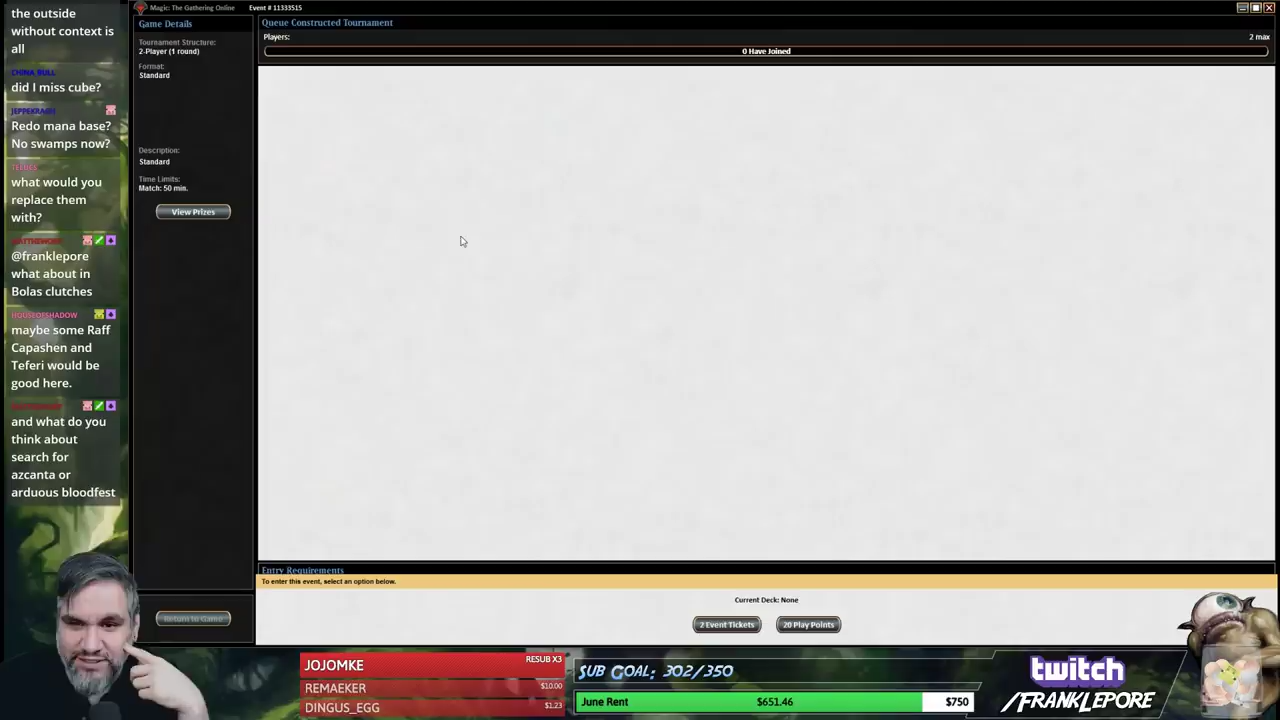 the outside
without context is
all
CHINA BULL
did I miss cube?
JEPPEKRAGH
Redo mana base?
No swamps now?
what would you
replace them
with?
@franklepore
what about in
Bolas clutches
HOUSEOFSHADOW
maybe some Raff
Capashen and
Teferi would be
good here.
and what do you
think about
search for
azcanta or
arduous bloodfest
Magic: The Gathering Online Event # 11333515
Game Details
Tournament Structure:
2-Player (1 round)
Format:
Standard
Description:
Standard
Time Limits:
Match: 50 min.
View Prizes
Return to Game
Queue Constructed Tournament
Players: 2 max
0 Have Joined
Entry Requirements
To enter this event, select an option below.
Current Deck: None
2 Event Tickets 20 Play Points
JOJOMKE RESUB X3
REMAEKER $10.00
DINGUS_EGG $1.23
SUB GOAL: 302/350
June Rent $651.46 $750
twitch
/FRANKLEPORE